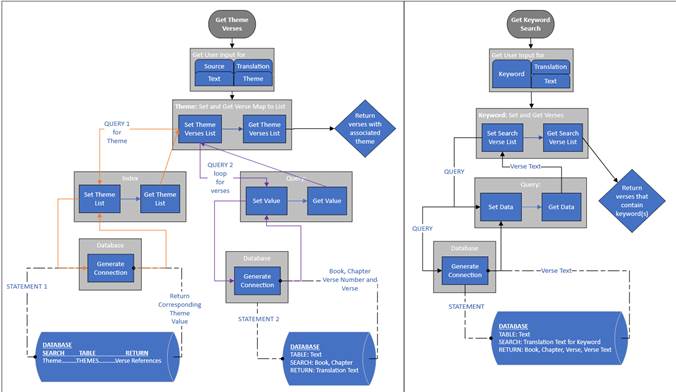 Get Theme
Verses
Get User Input for
Source
Translation
Text
Theme
Theme: Set and Get Verse Map to List
Set Theme
Verses List
Get Theme
Verses List
Return
verses with
associated
theme
QUERY 1
for
Theme
QUERY 2
loop for
verses
Index
Set Theme
List
Get Theme
List
Query
Set Value
Get Value
Database
Generate
Connection
Database
Generate
Connection
STATEMENT 1
Return
Corresponding
Theme
Value
STATEMENT 2
Book, Chapter
Verse Number and
Verse
DATABASE
SEARCH TABLE RETURN
Theme.........THEMES..........Verse References
DATABASE
TABLE: Text
SEARCH: Book, Chapter
RETURN: Translation Text
Get Keyword
Search
Get User Input for
Keyword
Translation
Text
Keyword: Set and Get Verses
Set Search
Verse List
Get Search
Verse List
Verse Text
QUERY
Query:
Set Data
Get Data
Return
verses that
contain
keyword(s)
QUERY
Database
Generate
Connection
Verse Text
STATEMENT
DATABASE
TABLE: Text
SEARCH: Translation Text for Keyword
RETURN: Book, Chapter, Verse, Verse Text